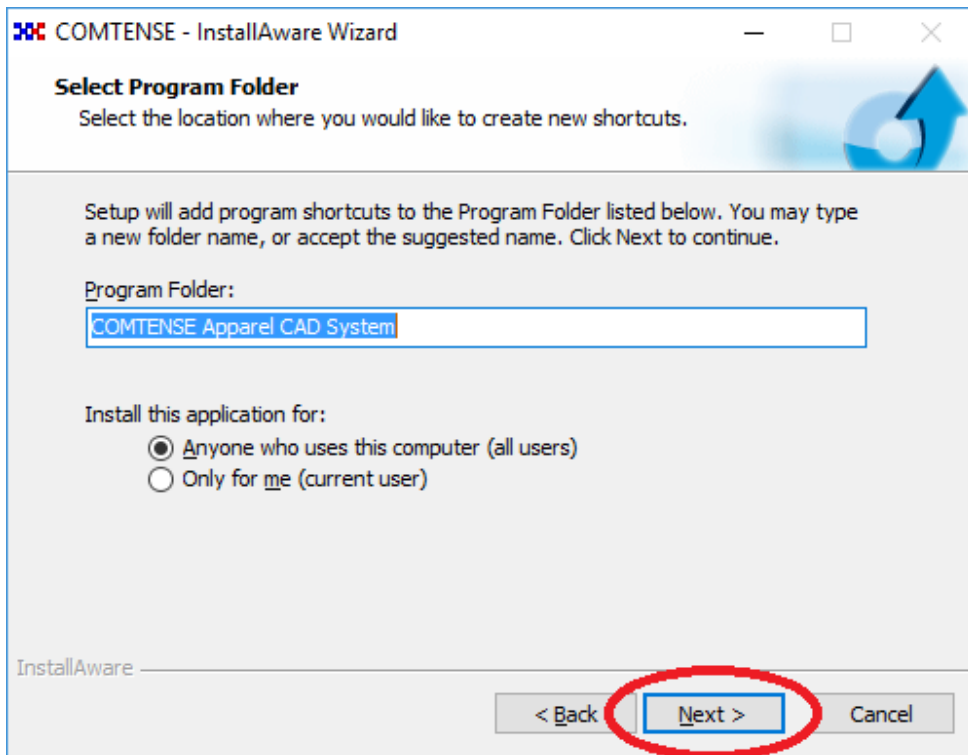 COMTENSE - InstallAware Wizard
Select Program Folder
Select the location where you would like to create new shortcuts.
Setup will add program shortcuts to the Program Folder listed below. You may type
a new folder name, or accept the suggested name. Click Next to continue.
Program Folder:
COMTENSE Apparel CAD System
Install this application for:
Anyone who uses this computer (all users)
Only for me (current user)
InstallAware
< Back Next > Cancel